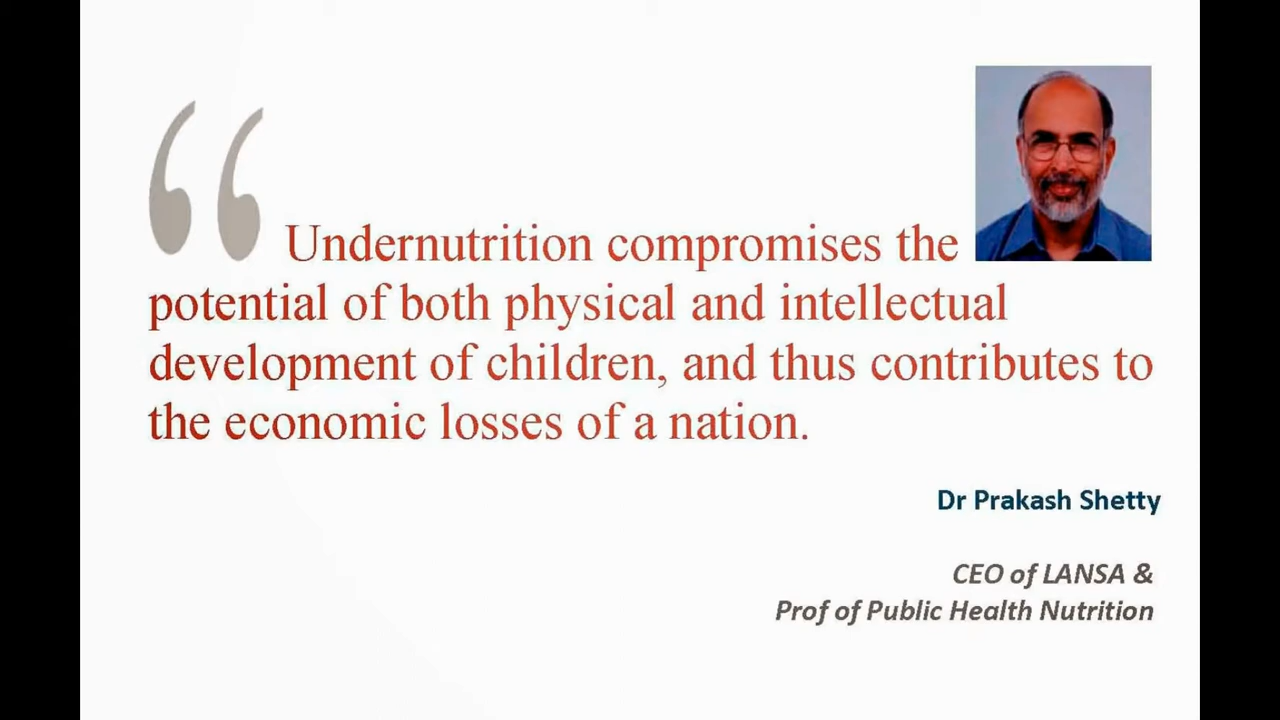 Undernutrition compromises the
potential of both physical and intellectual
development of children, and thus contributes to
the economic losses of a nation.
Dr Prakash Shetty
CEO of LANSA &
Prof of Public Health Nutrition